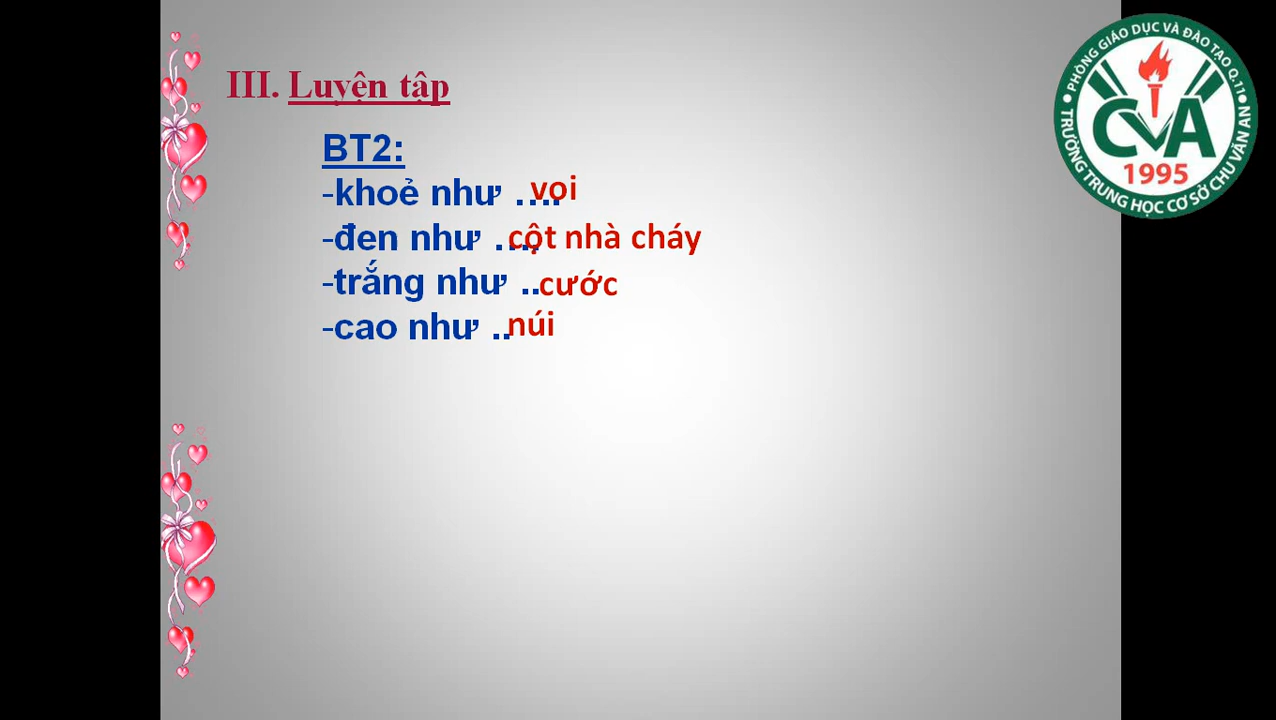 III. Luyện tập
BT2:
-khoẻ như ….voi
-đen như ….cột nhà cháy
-trắng như ..cước
-cao như ..núi
PHÒNG GIÁO DỤC VÀ ĐÀO TẠO Q.11
CVA
1995
TRƯỜNG TRUNG HỌC CƠ SỞ CHU VĂN AN